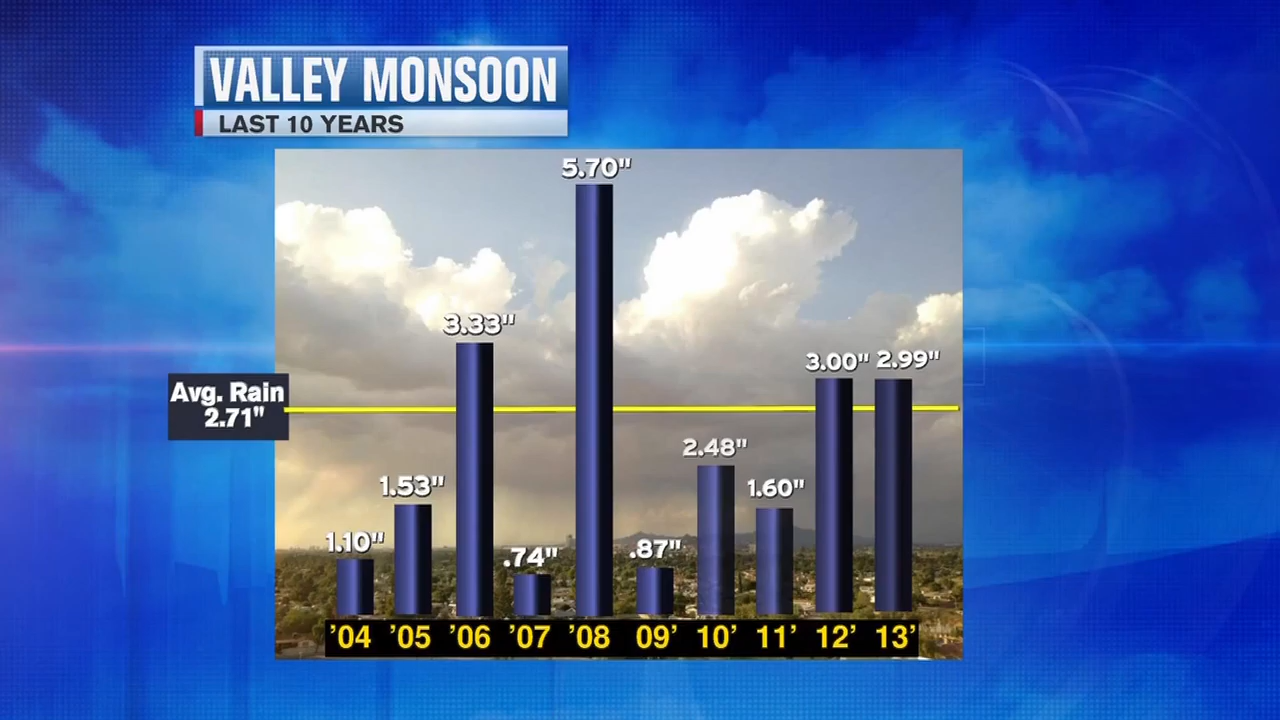 VALLEY MONSOON
LAST 10 YEARS
5.70"
3.33"
3.00" 2.99"
Avg. Rain
2.71"
2.48"
1.53"
1.60"
1.10"
.74"
.87"
’04 ’05 ’06 ’07 ’08 09’ 10’ 11’ 12’ 13’